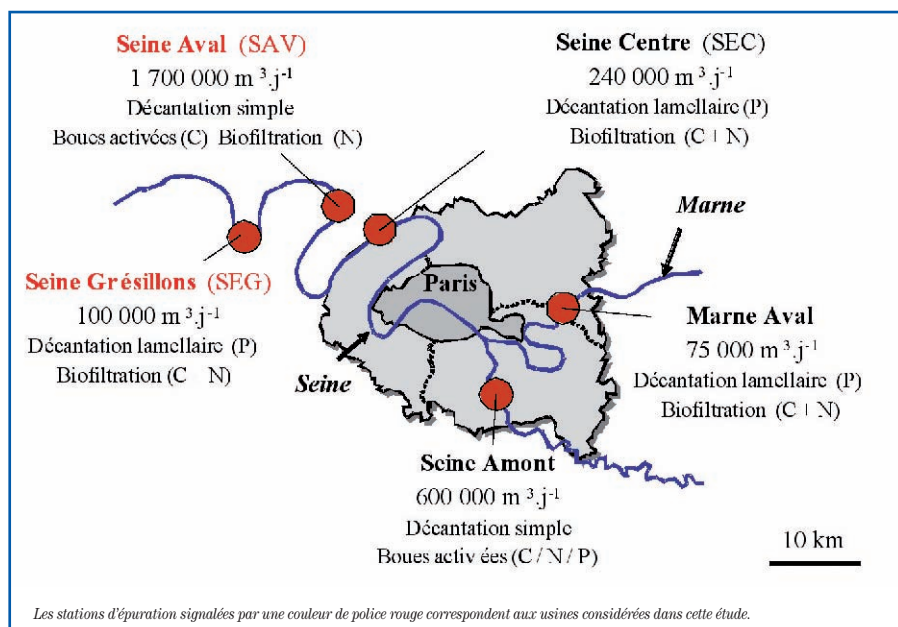 Seine Aval (SAV)
1 700 000 m³.j⁻¹
Décantation simple
Boues activées (C) Biofiltration (N)
Seine Centre (SEC)
240 000 m³.j⁻¹
Décantation lamellaire (P)
Biofiltration (C + N)
Marne
Seine Grésillons (SEG)
100 000 m³.j⁻¹
Décantation lamellaire (P)
Biofiltration (C N)
Paris
Seine
Marne Aval
75 000 m³.j⁻¹
Décantation lamellaire (P)
Biofiltration (C + N)
Seine Amont
600 000 m³.j⁻¹
Décantation simple
Boues activées (C / N / P)
10 km
Les stations d'épuration signalées par une couleur de police rouge correspondent aux usines considérées dans cette étude.